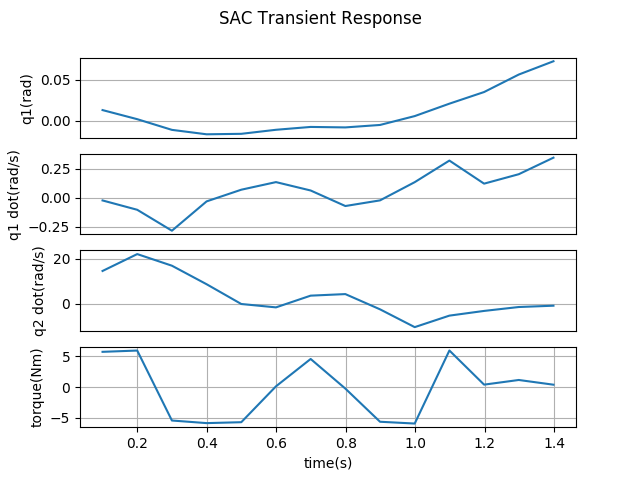 SAC Transient Response
q1(rad)
0.05
0.00
q1 dot(rad/s)
0.25
0.00
−0.25
q2 dot(rad/s)
20
0
torque(Nm)
5
0
−5
0.2 0.4 0.6 0.8 1.0 1.2 1.4
time(s)